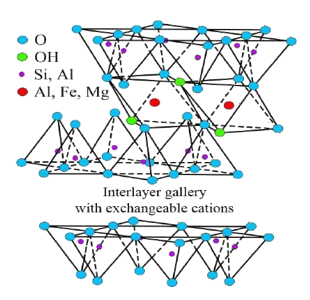 O
OH
Si, Al
Al, Fe, Mg
Interlayer gallery
with exchangeable cations